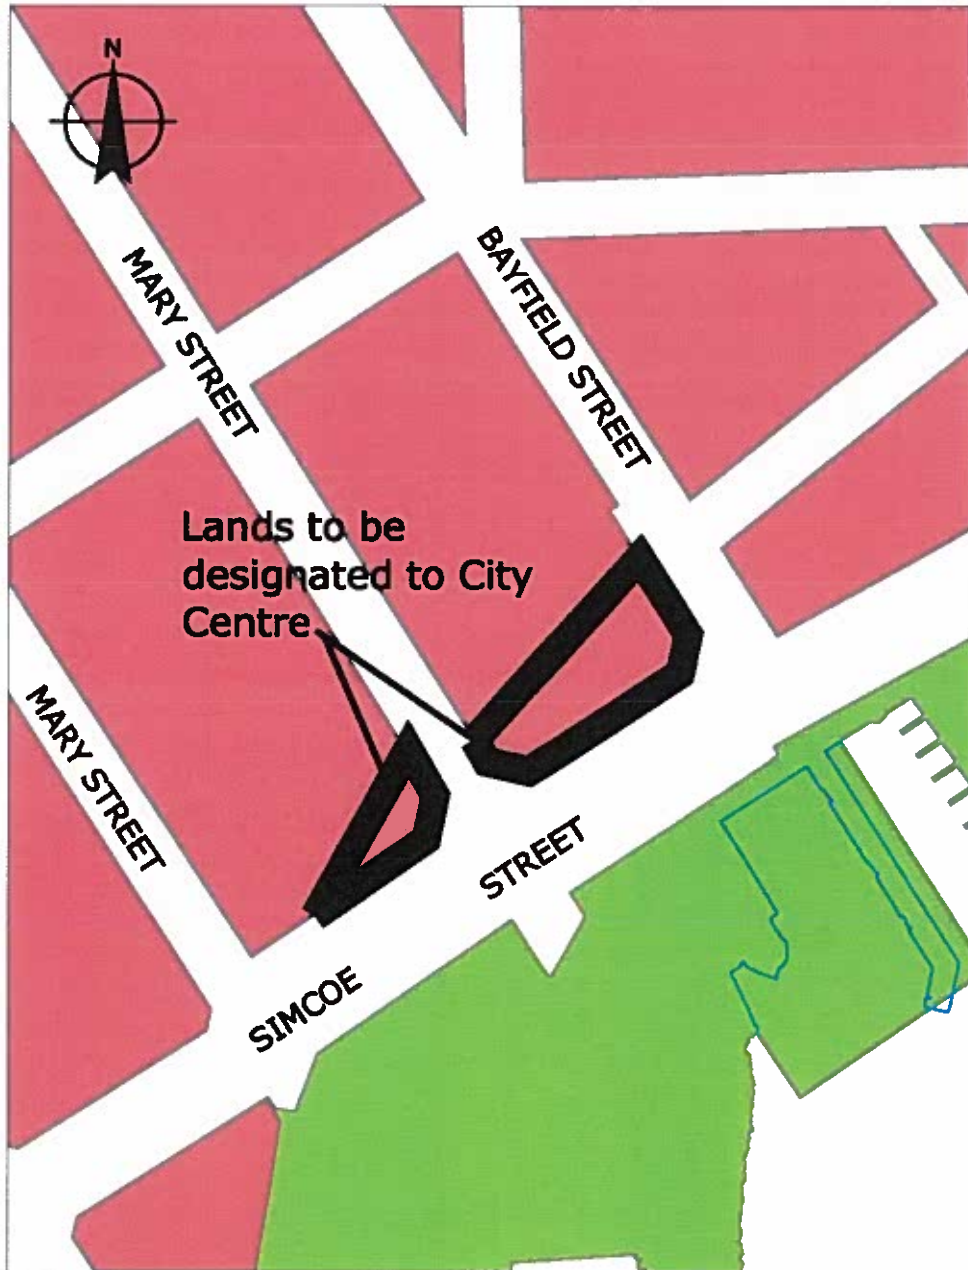 N
MARY STREET
BAYFIELD STREET
Lands to be
designated to City
Centre
MARY STREET
SIMCOE STREET